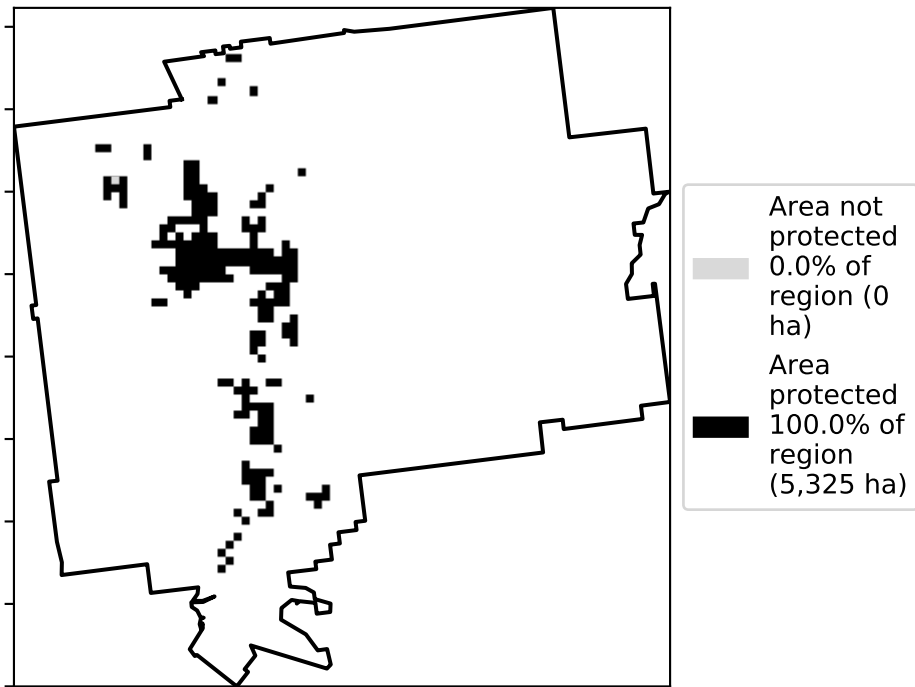 Area not
protected
0.0% of
region (0
ha)
Area
protected
100.0% of
region
(5,325 ha)